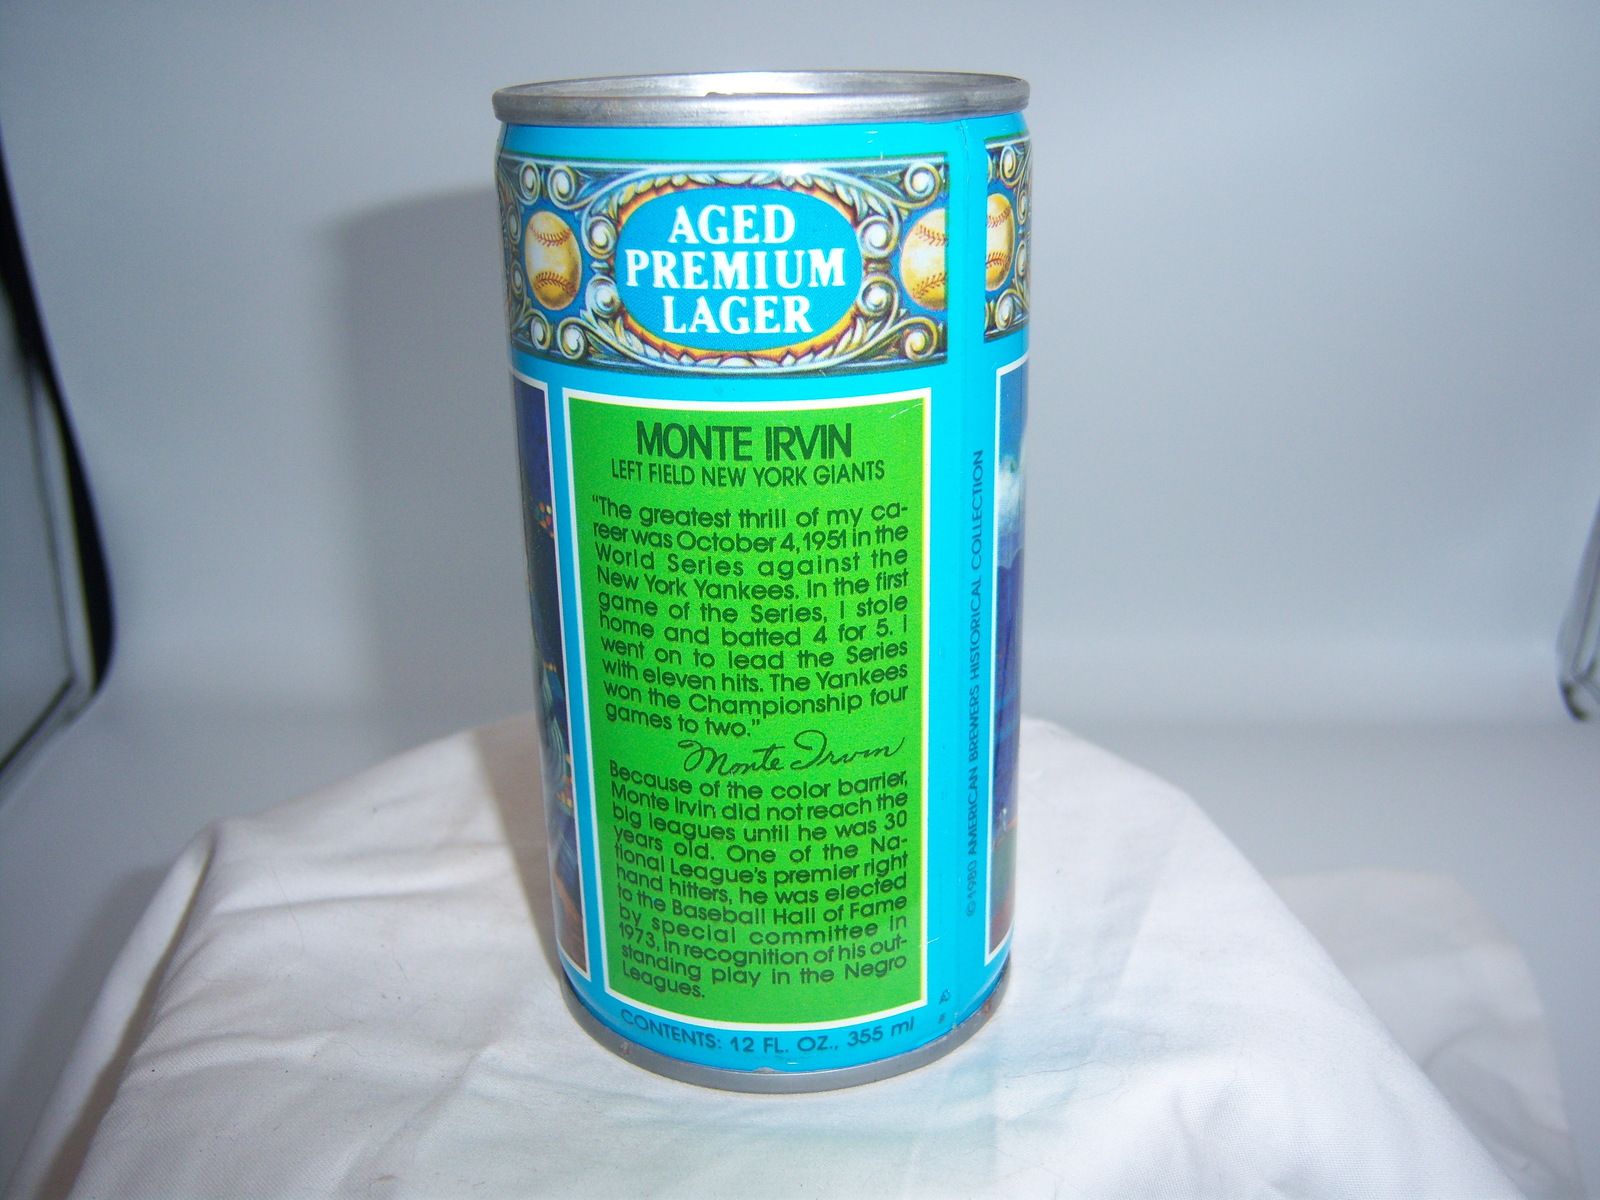 AGED
PREMIUM
LAGER
MONTE IRVIN
LEFT FIELD NEW YORK GIANTS
"The greatest thrill of my ca-
reer was October 4, 1951 in the
World Series against the
New York Yankees. In the first
game of the Series, I stole
home and batted 4 for 5. I
went on to lead the Series
with eleven hits. The Yankees
won the Championship four
games to two."
Monte Irvin
Because of the color barrier,
Monte Irvin did not reach the
big leagues until he was 30
years old. One of the Na-
tional League's premier right
hand hitters, he was elected
to the Baseball Hall of Fame
by special committee in
1973, in recognition of his out-
standing play in the Negro
Leagues.
CONTENTS: 12 FL. OZ., 355 ml
©1980 AMERICAN BREWERS HISTORICAL COLLECTION